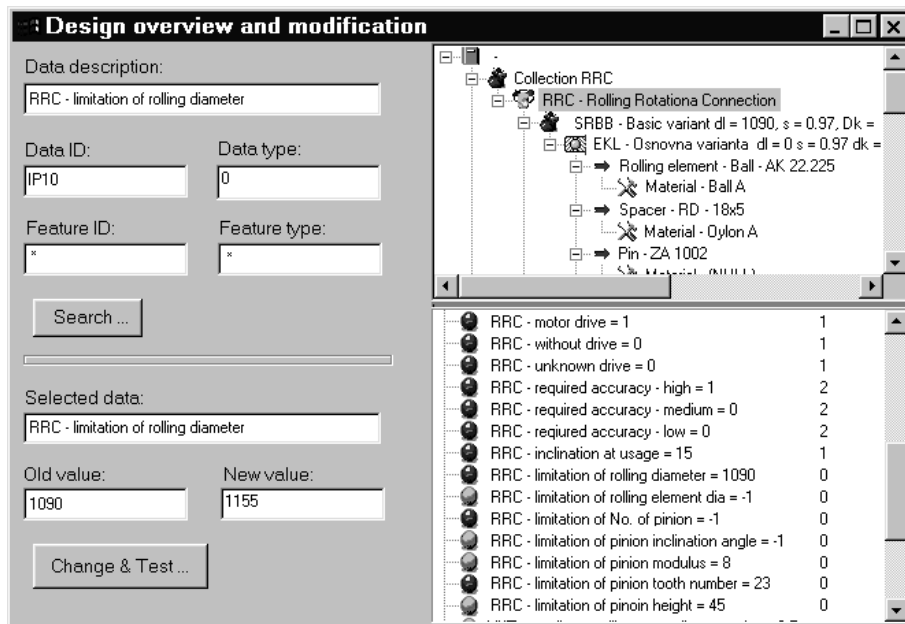 Design overview and modification
Data description:
RRC - limitation of rolling diameter
Data ID:
Data type:
IP10
0
Feature ID:
Feature type:
*
*
Search ...
Selected data:
RRC - limitation of rolling diameter
Old value:
New value:
1090
1155
Change & Test ...
-
Collection RRC
RRC - Rolling Rotationa Connection
SRBB - Basic variant dl = 1090, s = 0.97, Dk =
EKL - Osnovna varianta dl = 0 s = 0.97 dk =
Rolling element - Ball - AK 22.225
Material - Ball A
Spacer - RD - 18x5
Material - Oylon A
Pin - ZA 1002
Material - (NULL)
RRC - motor drive = 1 1
RRC - without drive = 0 1
RRC - unknown drive = 0 1
RRC - required accuracy - high = 1 2
RRC - required accuracy - medium = 0 2
RRC - reqiured accuracy - low = 0 2
RRC - inclination at usage = 15 1
RRC - limitation of rolling diameter = 1090 0
RRC - limitation of rolling element dia = -1 0
RRC - limitation of No. of pinion = -1 0
RRC - limitation of pinion inclination angle = -1 0
RRC - limitation of pinion modulus = 8 0
RRC - limitation of pinion tooth number = 23 0
RRC - limitation of pinoin height = 45 0